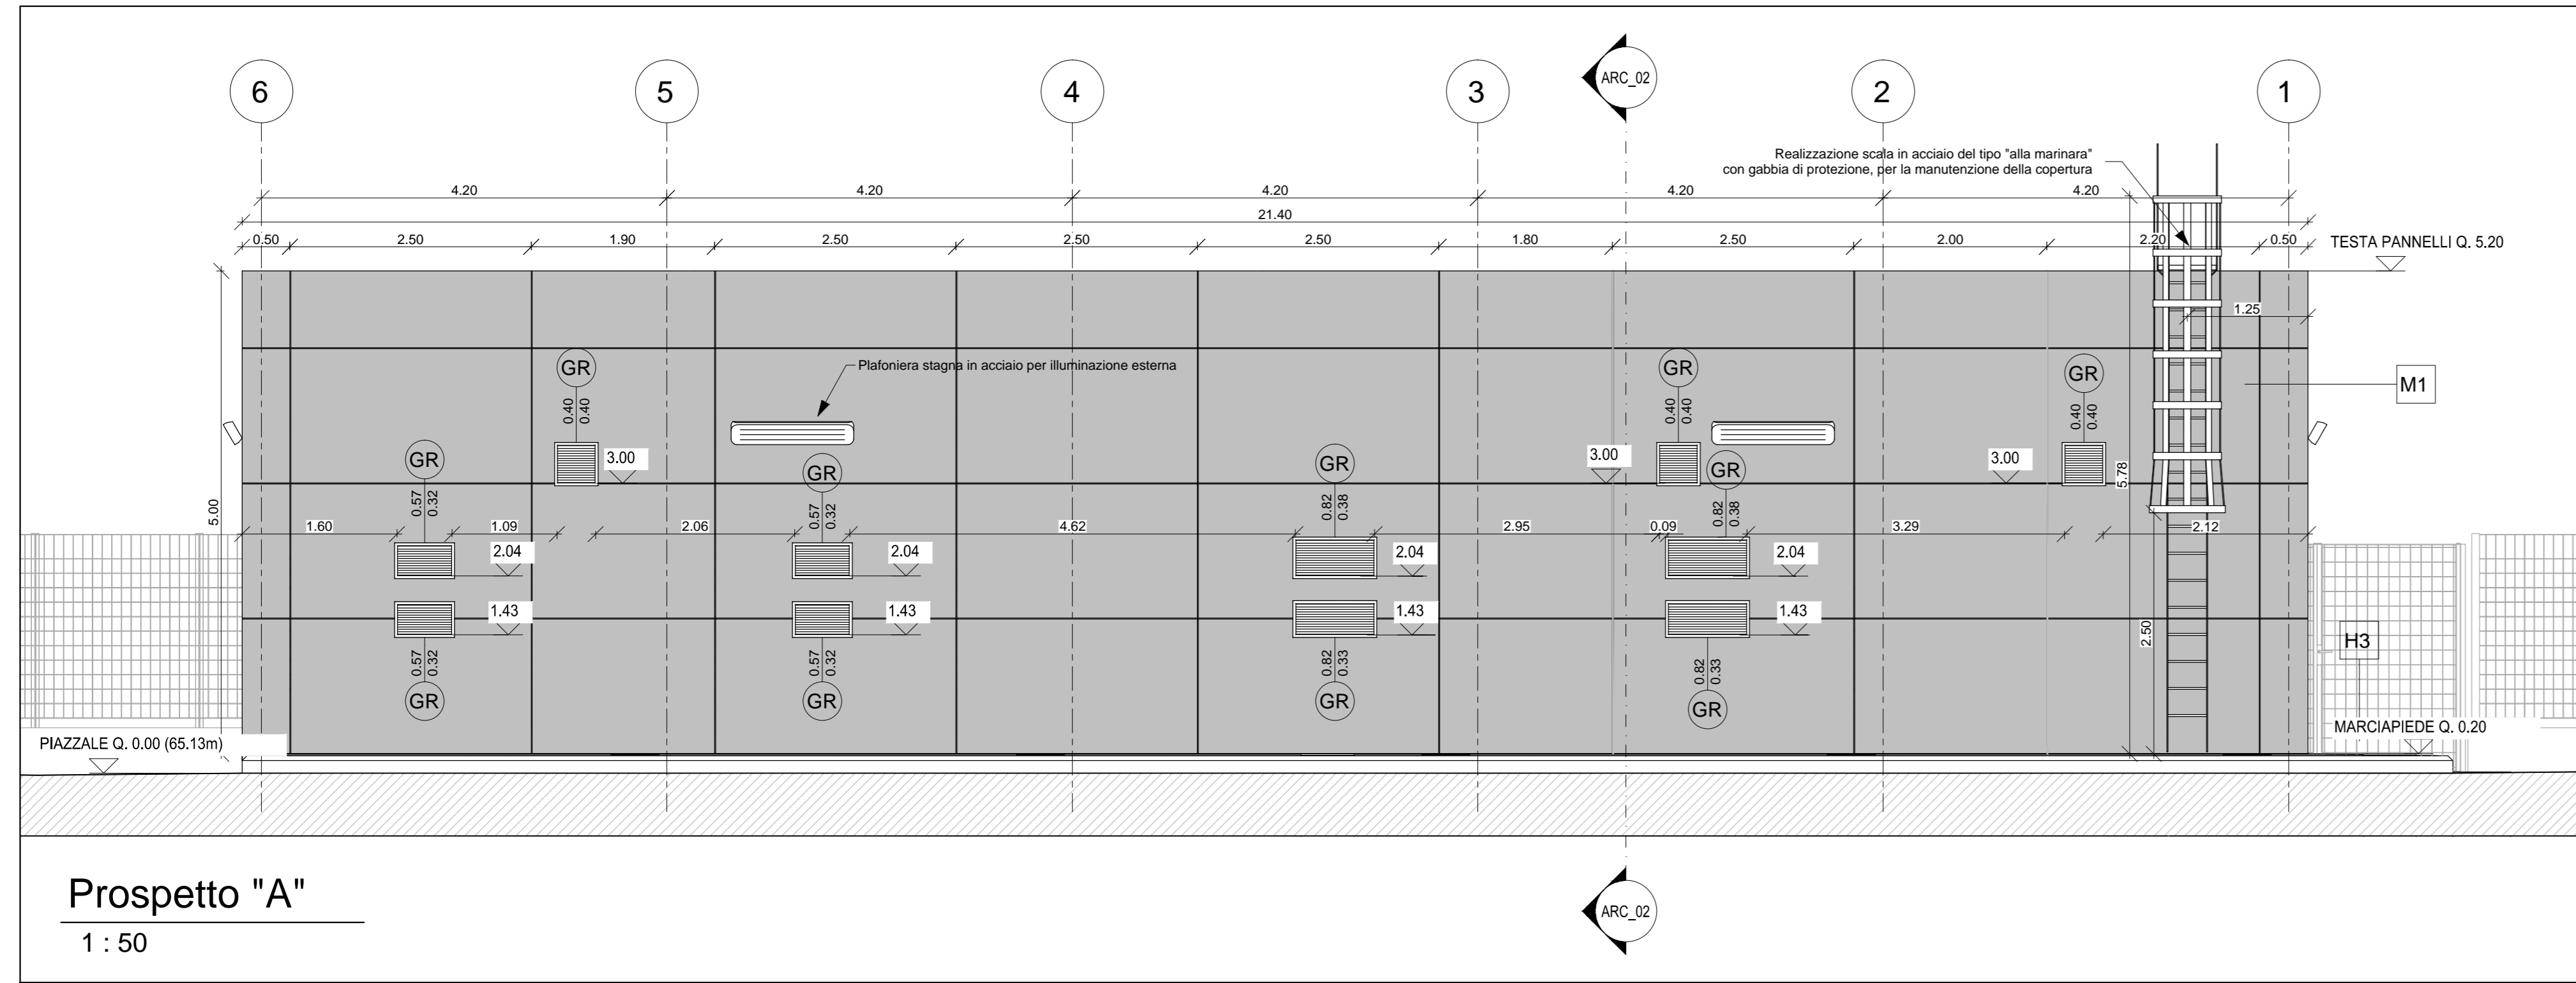 6
5
4
3
ARC_02
2
1
Realizzazione scala in acciaio del tipo "alla marinara"
con gabbia di protezione, per la manutenzione della copertura
4.20
4.20
4.20
4.20
4.20
21.40
0.50
2.50
1.90
2.50
2.50
2.50
1.80
2.50
2.00
2.20
0.50
TESTA PANNELLI Q. 5.20
1.25
GR
Plafoniera stagna in acciaio per illuminazione esterna
GR
GR
M1
0.40
0.40
0.40
0.40
0.40
0.40
GR
3.00
GR
GR
3.00
GR
3.00
5.78
5.00
0.57
0.32
0.57
0.32
0.82
0.38
0.82
0.38
1.60
1.09
2.06
4.62
2.95
0.09
3.29
2.12
2.04
2.04
2.04
2.04
1.43
1.43
1.43
1.43
2.50
H3
0.57
0.32
0.57
0.32
0.82
0.33
0.82
0.33
GR
GR
GR
GR
PIAZZALE Q. 0.00 (65.13m)
MARCIAPIEDE Q. 0.20
Prospetto "A"
1 : 50
ARC_02